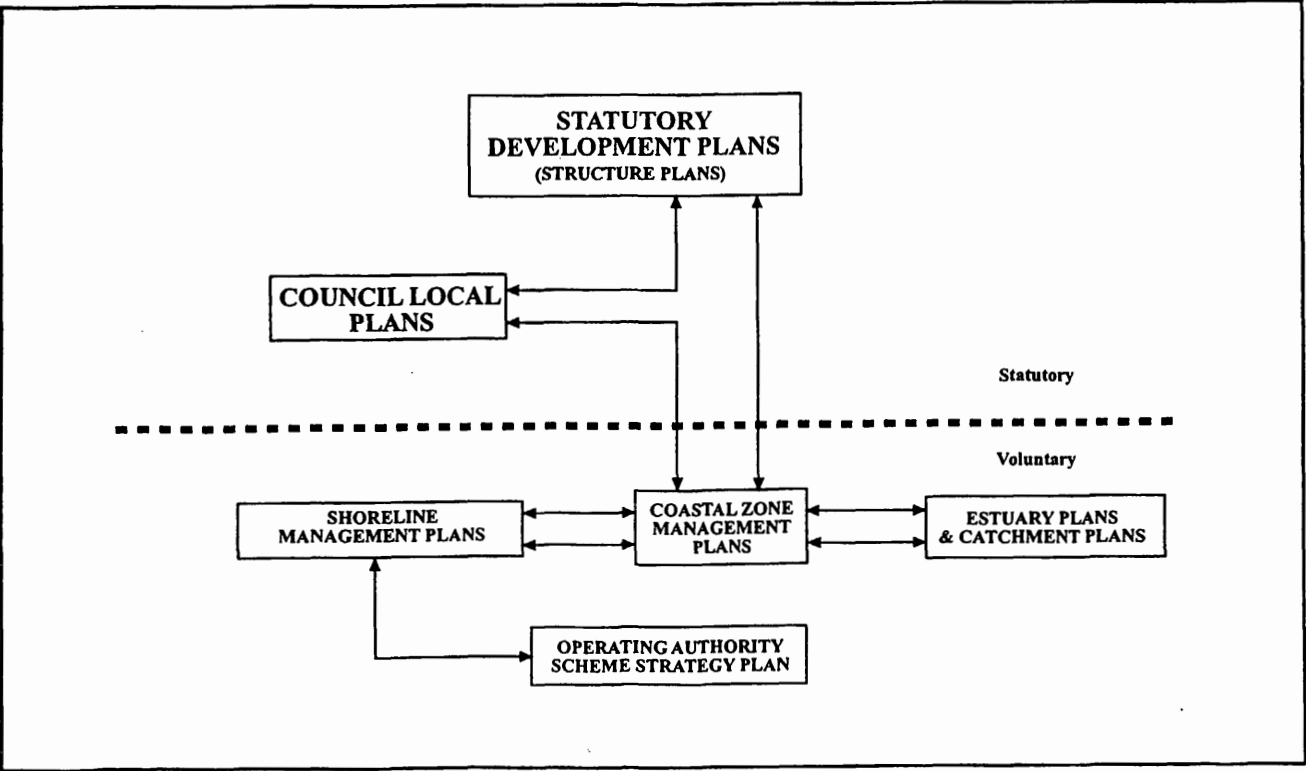 STATUTORY
DEVELOPMENT PLANS
(STRUCTURE PLANS)
COUNCIL LOCAL
PLANS
Statutory
Voluntary
SHORELINE
MANAGEMENT PLANS
COASTAL ZONE
MANAGEMENT
PLANS
ESTUARY PLANS
& CATCHMENT PLANS
OPERATING AUTHORITY
SCHEME STRATEGY PLAN